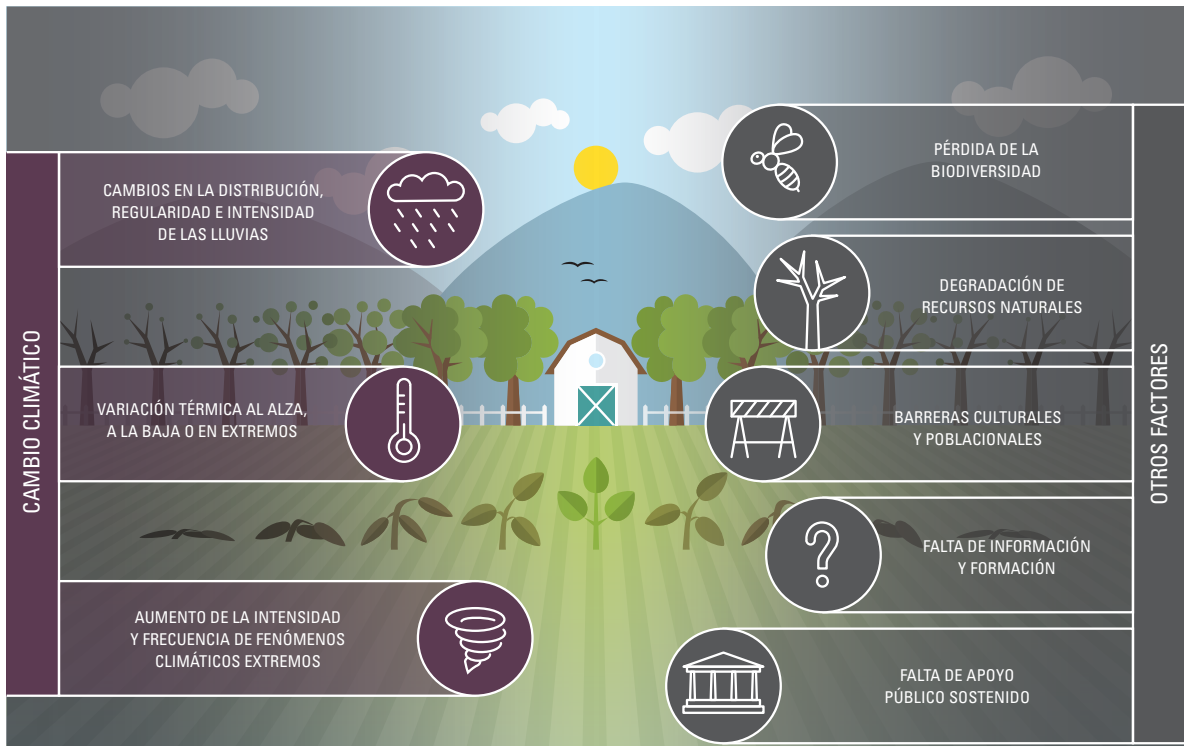 CAMBIO CLIMÁTICO
CAMBIOS EN LA DISTRIBUCIÓN,
REGULARIDAD E INTENSIDAD
DE LAS LLUVIAS
VARIACIÓN TÉRMICA AL ALZA,
A LA BAJA O EN EXTREMOS
AUMENTO DE LA INTENSIDAD
Y FRECUENCIA DE FENÓMENOS
CLIMÁTICOS EXTREMOS
OTROS FACTORES
PÉRDIDA DE LA
BIODIVERSIDAD
DEGRADACIÓN DE
RECURSOS NATURALES
BARRERAS CULTURALES
Y POBLACIONALES
FALTA DE INFORMACIÓN
Y FORMACIÓN
FALTA DE APOYO
PÚBLICO SOSTENIDO